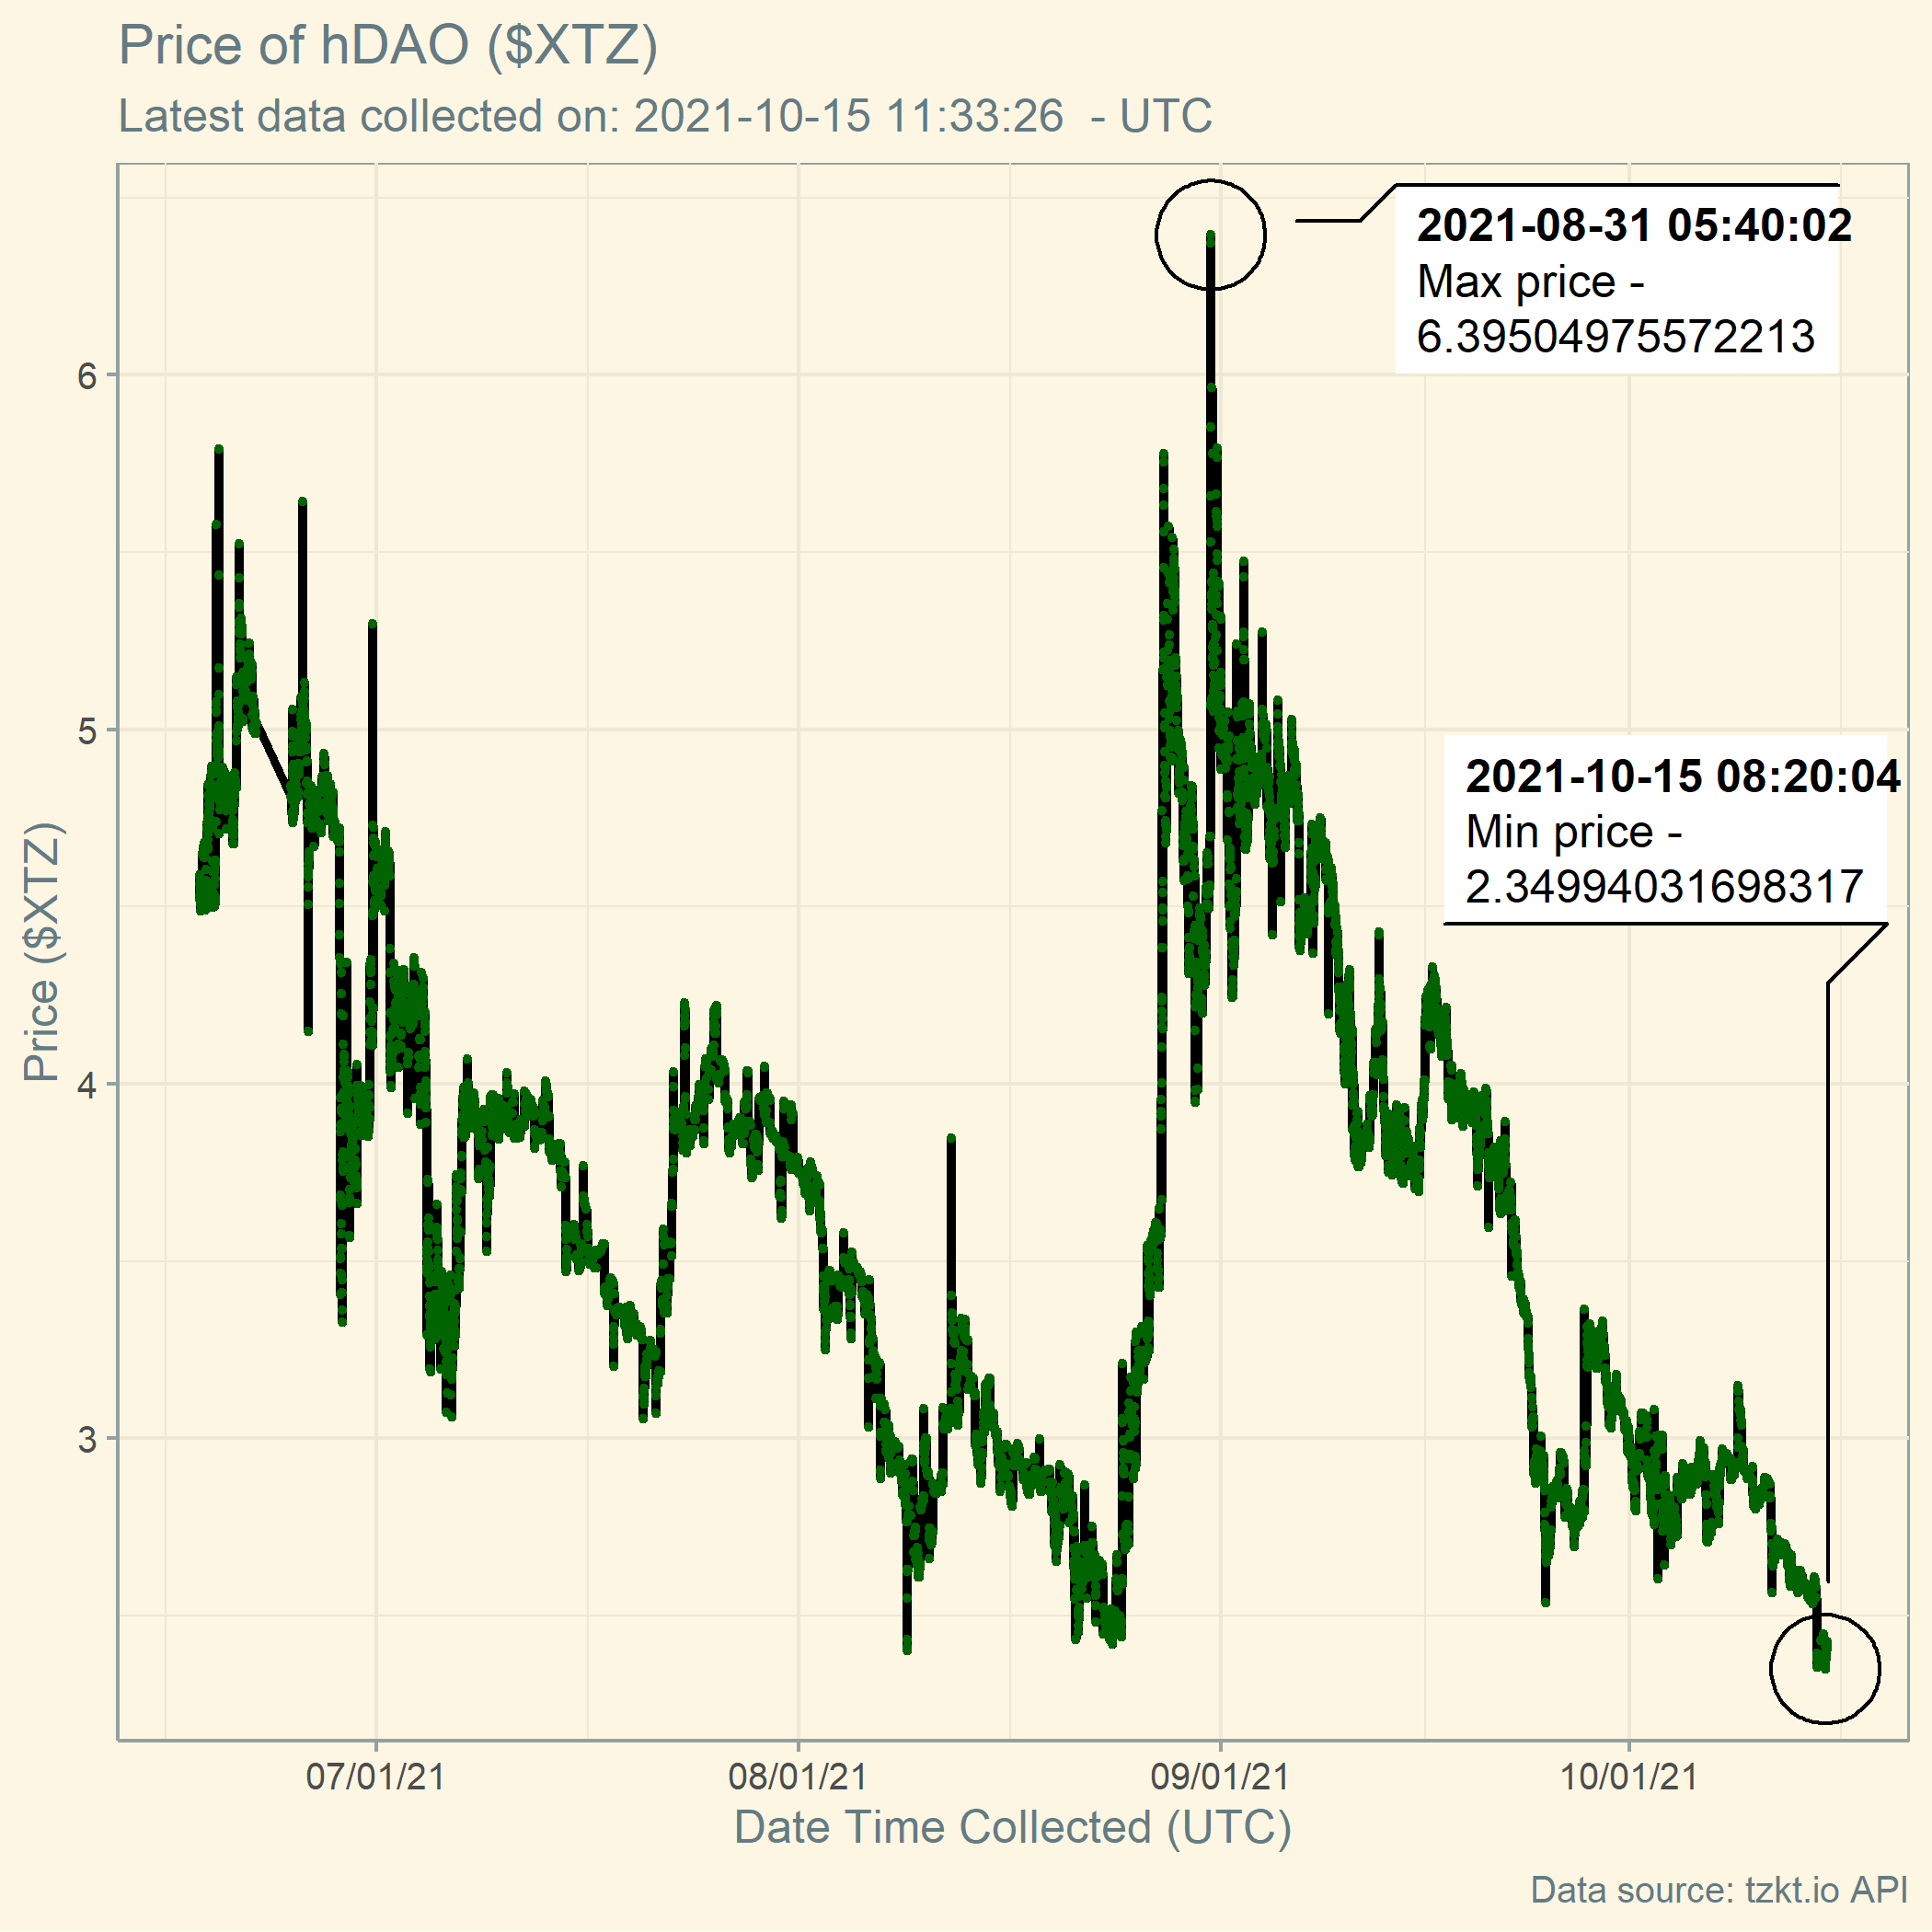 Price of hDAO ($XTZ)
Latest data collected on: 2021-10-15 11:33:26  - UTC
2021-08-31 05:40:02
Max price -
6.39504975572213
6
5
2021-10-15 08:20:04
Min price -
2.34994031698317
Price ($XTZ)
4
3
07/01/21
08/01/21
09/01/21
10/01/21
Date Time Collected (UTC)
Data source: tzkt.io API